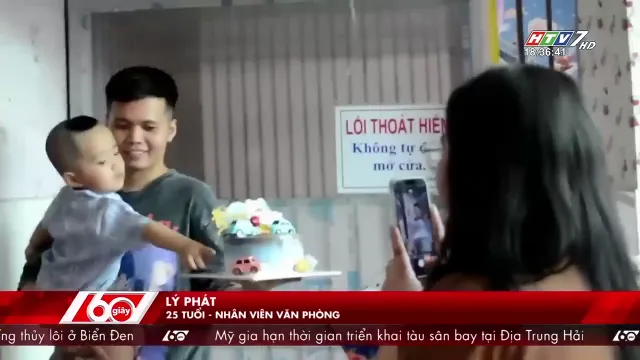 HTV7 HD
18:36:41
LỐI THOÁT HIỂM
Không tự
mở cửa.
60 giây
LÝ PHÁT
25 TUỔI - NHÂN VIÊN VĂN PHÒNG
thủy lôi ở Biển Đen
Mỹ gia hạn thời gian triển khai tàu sân bay tại Địa Trung Hải